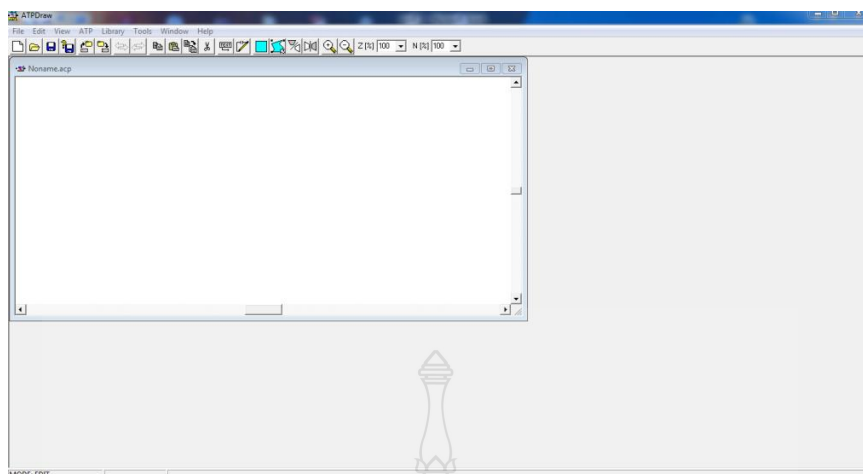 ATPDraw
File Edit View ATP Library Tools Window Help
Z [%] 100 N [%] 100
Noname.acp
MODE: EDIT